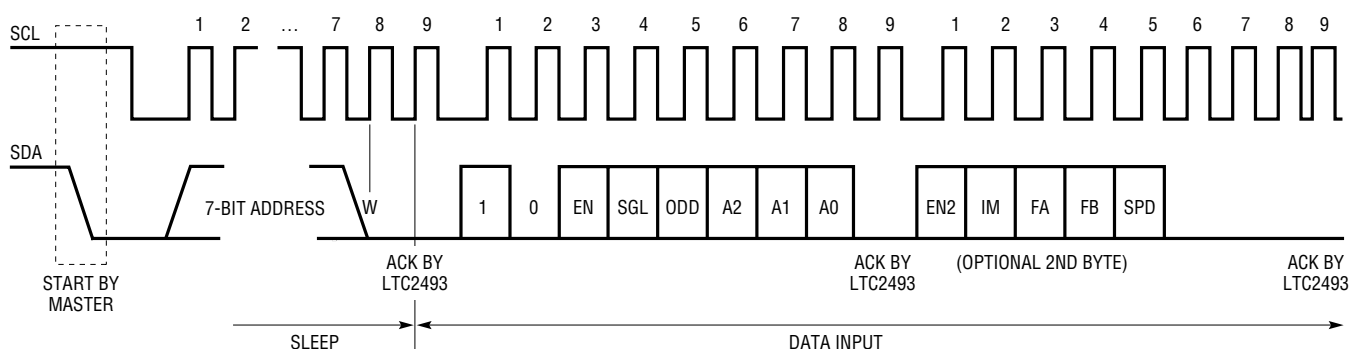 1 2 ... 7 8 9 1 2 3 4 5 6 7 8 9 1 2 3 4 5 6 7 8 9
SCL
SDA
7-BIT ADDRESS W 1 0 EN SGL ODD A2 A1 A0 EN2 IM FA FB SPD
START BY
MASTER
ACK BY
LTC2493
ACK BY
LTC2493
(OPTIONAL 2ND BYTE)
ACK BY
LTC2493
SLEEP
DATA INPUT